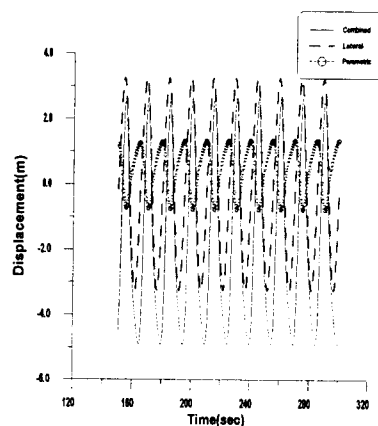 Combined
Lateral
Parametric
4.0
2.0
0.0
-2.0
-4.0
-6.0
Displacement(m)
120
160
200
240
280
320
Time(sec)